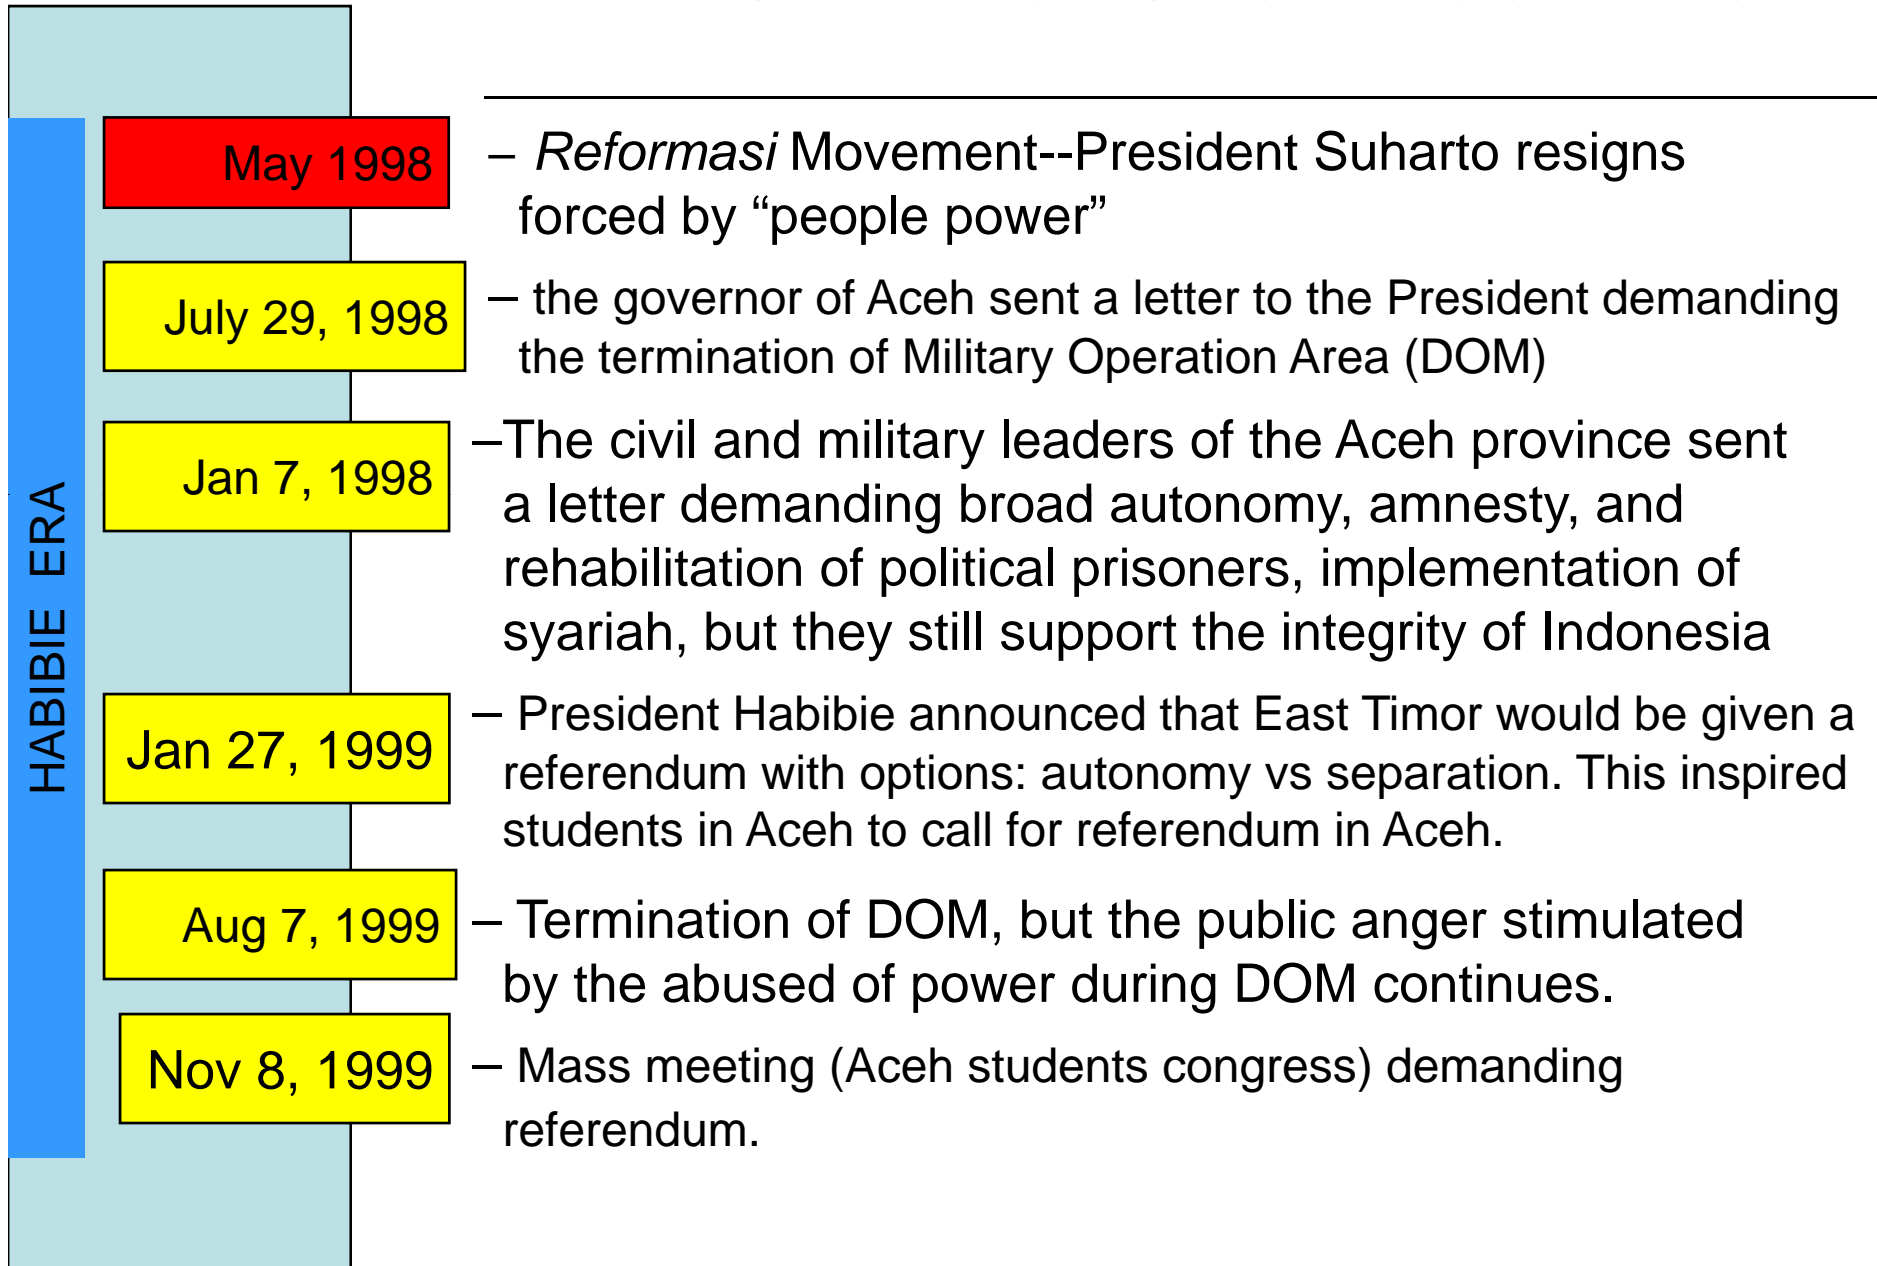 HABIBIE ERA
May 1998
– Reformasi Movement--President Suharto resigns
forced by “people power”
July 29, 1998
– the governor of Aceh sent a letter to the President demanding
the termination of Military Operation Area (DOM)
Jan 7, 1998
–The civil and military leaders of the Aceh province sent
a letter demanding broad autonomy, amnesty, and
rehabilitation of political prisoners, implementation of
syariah, but they still support the integrity of Indonesia
Jan 27, 1999
– President Habibie announced that East Timor would be given a
referendum with options: autonomy vs separation. This inspired
students in Aceh to call for referendum in Aceh.
Aug 7, 1999
– Termination of DOM, but the public anger stimulated
by the abused of power during DOM continues.
Nov 8, 1999
– Mass meeting (Aceh students congress) demanding
referendum.